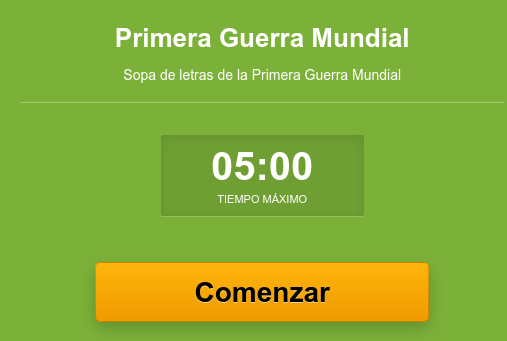 Primera Guerra Mundial
Sopa de letras de la Primera Guerra Mundial
05:00
TIEMPO MÁXIMO
Comenzar